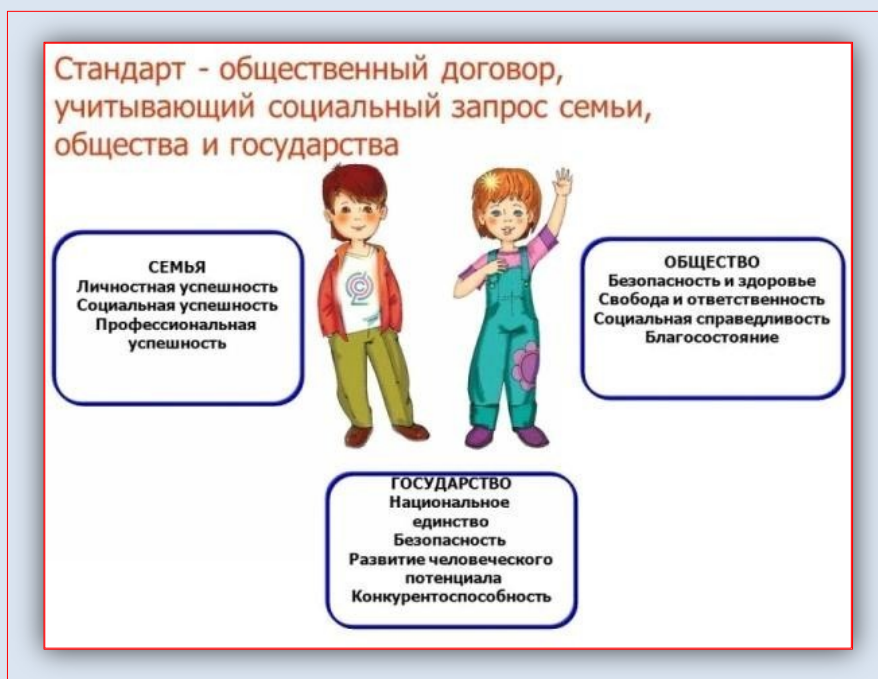 Стандарт - общественный договор,
учитывающий социальный запрос семьи,
общества и государства
СЕМЬЯ
Личностная успешность
Социальная успешность
Профессиональная
успешность
ОБЩЕСТВО
Безопасность и здоровье
Свобода и ответственность
Социальная справедливость
Благосостояние
ГОСУДАРСТВО
Национальное
единство
Безопасность
Развитие человеческого
потенциала
Конкурентоспособность